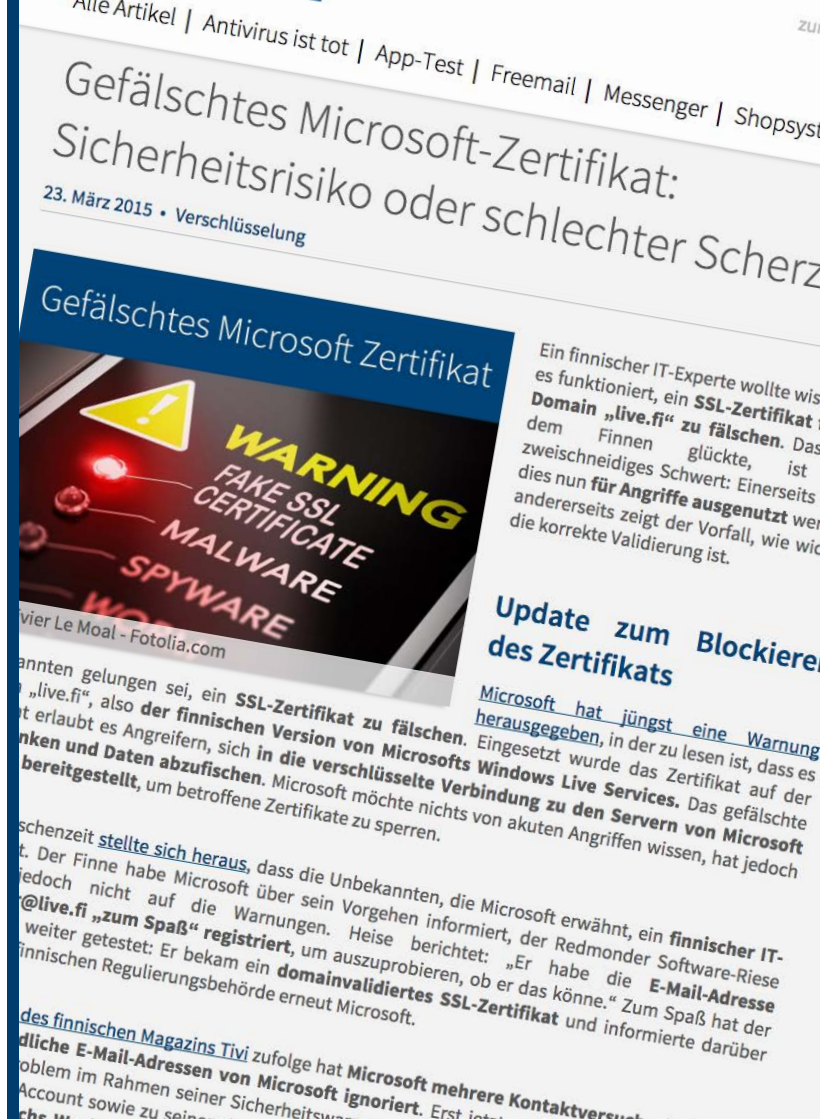 Alle Artikel | Antivirus ist tot | App-Test | Freemail | Messenger | Shopsyst
Gefälschtes Microsoft-Zertifikat:
Sicherheitsrisiko oder schlechter Scherz
23. März 2015 • Verschlüsselung
Gefälschtes Microsoft Zertifikat
WARNING
FAKE SSL
CERTIFICATE
MALWARE
SPYWARE
WORM
vier Le Moal - Fotolia.com
Ein finnischer IT-Experte wollte wis
es funktioniert, ein SSL-Zertifikat f
Domain „live.fi“ zu fälschen. Das
dem Finnen glückte, ist
zweischneidiges Schwert: Einerseits
dies nun für Angriffe ausgenutzt wer
andererseits zeigt der Vorfall, wie wic
die korrekte Validierung ist.
Update zum Blockieren
des Zertifikats
Microsoft hat jüngst eine Warnung
herausgegeben, in der zu lesen ist, dass es
annten gelungen sei, ein SSL-Zertifikat zu fälschen. Eingesetzt wurde das Zertifikat auf der
„live.fi“, also der finnischen Version von Microsofts Windows Live Services. Das gefälschte
t erlaubt es Angreifern, sich in die verschlüsselte Verbindung zu den Servern von Microsoft
nken und Daten abzufischen. Microsoft möchte nichts von akuten Angriffen wissen, hat jedoch
bereitgestellt, um betroffene Zertifikate zu sperren.
schenzeit stellte sich heraus, dass die Unbekannten, die Microsoft erwähnt, ein finnischer IT-
t. Der Finne habe Microsoft über sein Vorgehen informiert, der Redmonder Software-Riese
jedoch nicht auf die Warnungen. Heise berichtet: „Er habe die E-Mail-Adresse
r@live.fi „zum Spaß“ registriert, um auszuprobieren, ob er das könne.“ Zum Spaß hat der
weiter getestet: Er bekam ein domainvalidiertes SSL-Zertifikat und informierte darüber
finnischen Regulierungsbehörde erneut Microsoft.
des finnischen Magazins Tivi zufolge hat Microsoft mehrere Kontaktversuch
dliche E-Mail-Adressen von Microsoft ignoriert. Erst
oblem im Rahmen seiner
Account sowie zu